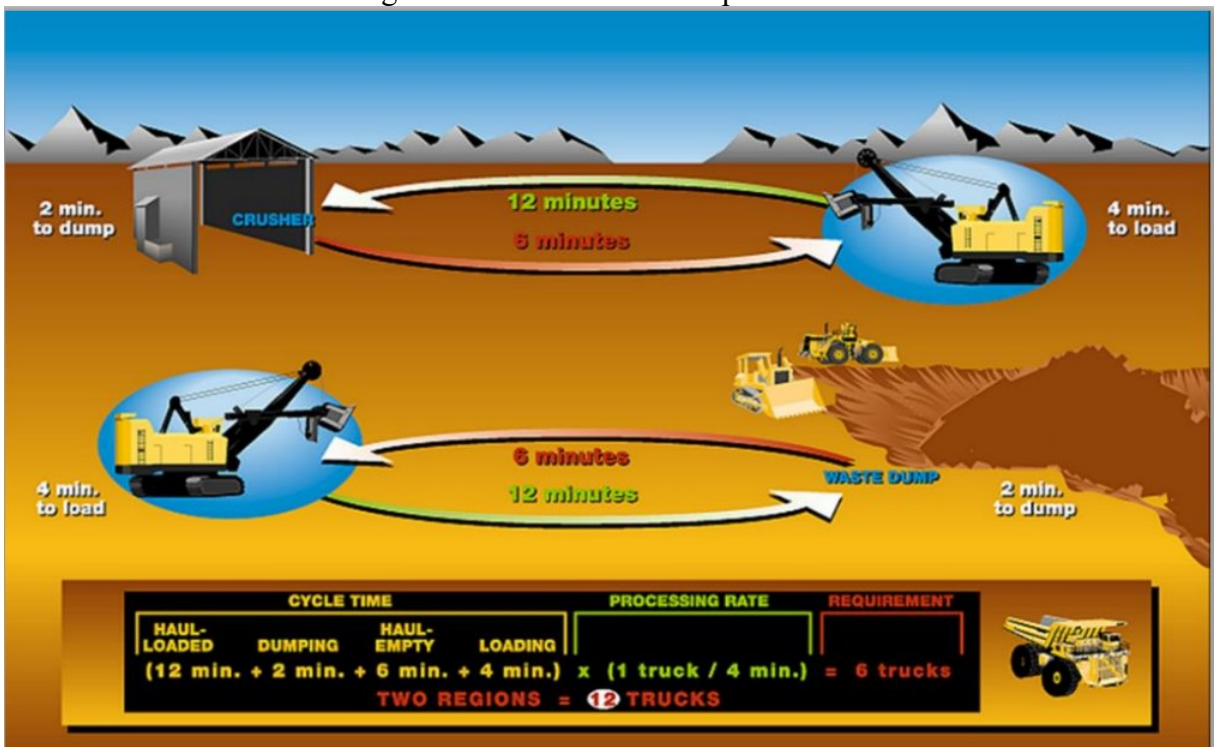 2 min.
to dump
CRUSHER
12 minutes
6 minutes
4 min.
to load
4 min.
to load
6 minutes
12 minutes
WASTE DUMP
2 min.
to dump
CYCLE TIME PROCESSING RATE REQUIREMENT
HAUL-
LOADED DUMPING HAUL-
EMPTY LOADING
(12 min. + 2 min. + 6 min. + 4 min.) x (1 truck / 4 min.) = 6 trucks
TWO REGIONS = 12 TRUCKS